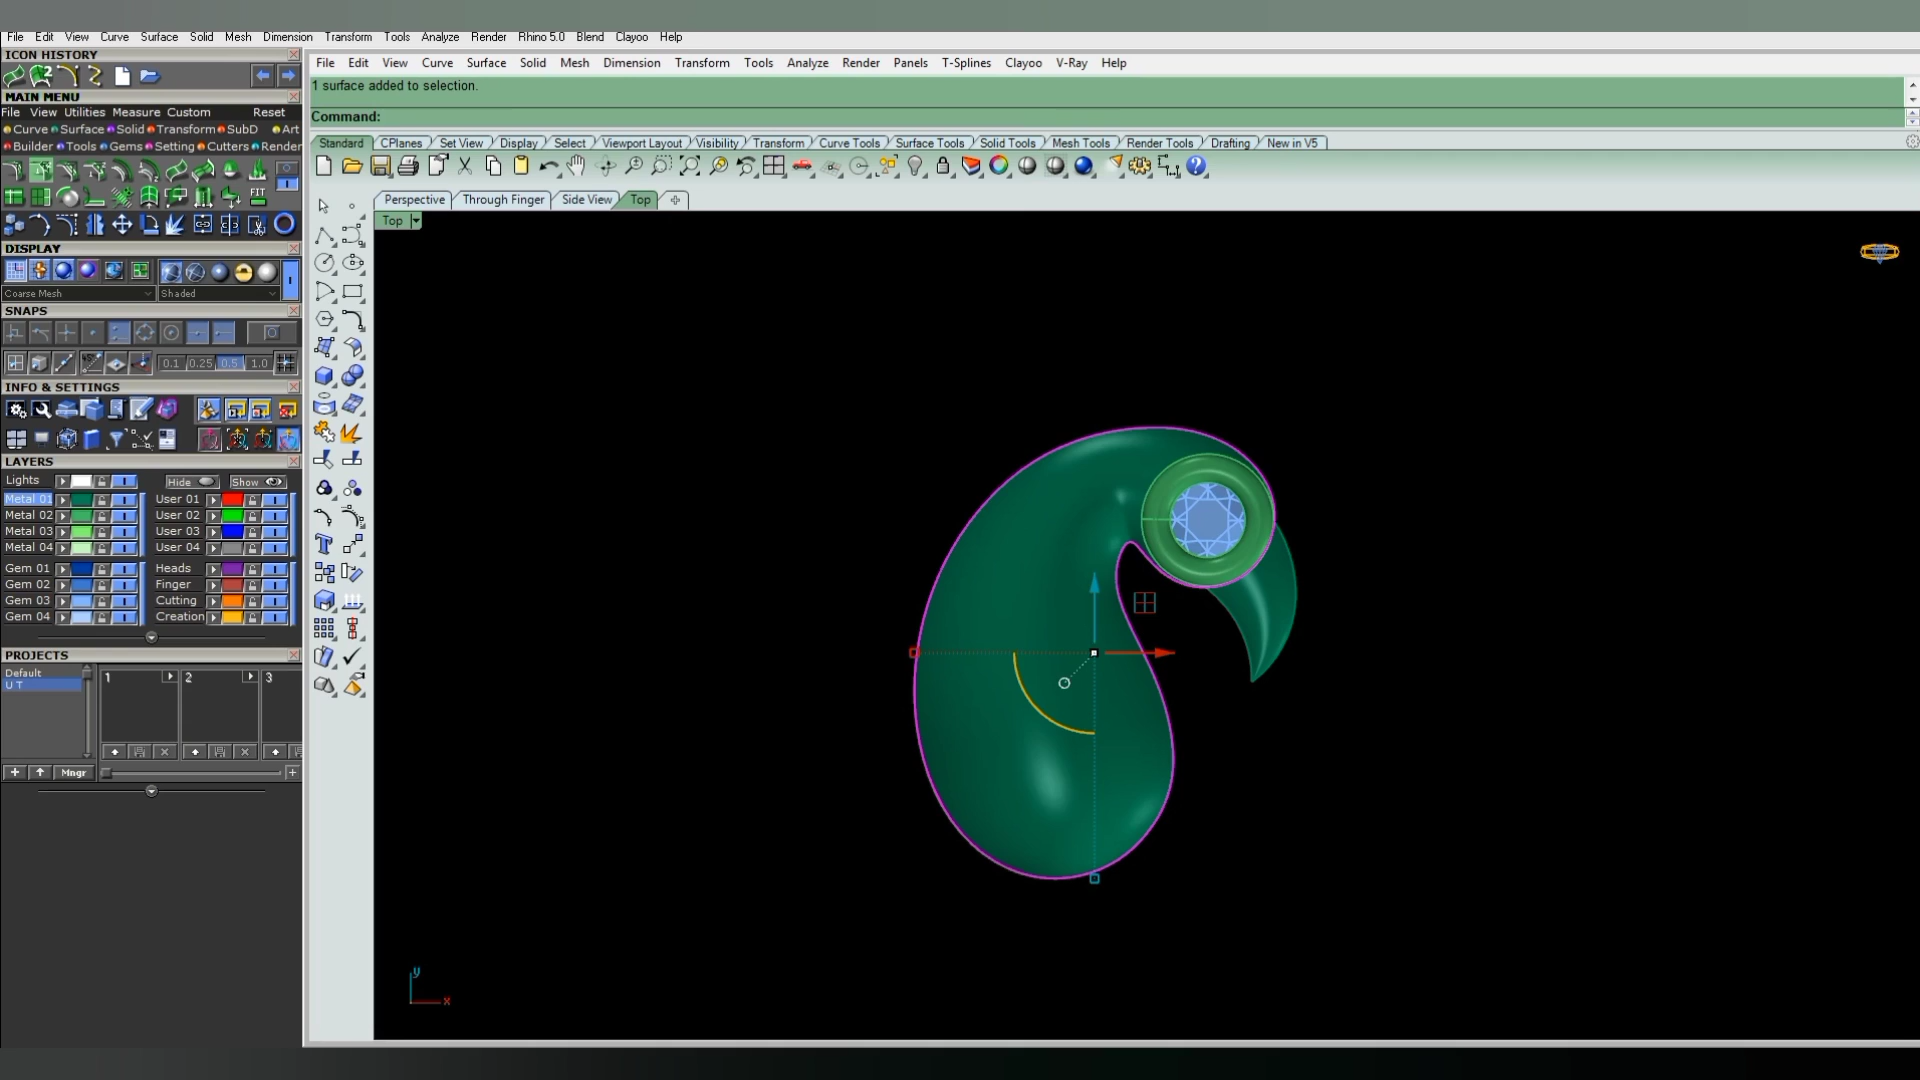 File Edit View Curve Surface Solid Mesh Dimension Transform Tools Analyze Render Rhino 5.0 Blend Clayoo Help
ICON HISTORY
2
MAIN MENU
File View Utilities Measure Custom Reset
Curve Surface Solid Transform SubD Art
Builder Tools Gems Setting Cutters Render
FIT
DISPLAY
Coarse Mesh Shaded
SNAPS
0.1 0.25 0.5 1.0
INFO & SETTINGS
LAYERS
Lights Hide Show
Metal 01 User 01
Metal 02 User 02
Metal 03 User 03
Metal 04 User 04
Gem 01 Heads
Gem 02 Finger
Gem 03 Cutting
Gem 04 Creation
PROJECTS
Default
U T
1 2 3
Mngr
File Edit View Curve Surface Solid Mesh Dimension Transform Tools Analyze Render Panels T-Splines Clayoo V-Ray Help
1 surface added to selection.
Command:
Standard CPlanes Set View Display Select Viewport Layout Visibility Transform Curve Tools Surface Tools Solid Tools Mesh Tools Render Tools Drafting New in V5
Perspective Through Finger Side View Top
Top
y
x